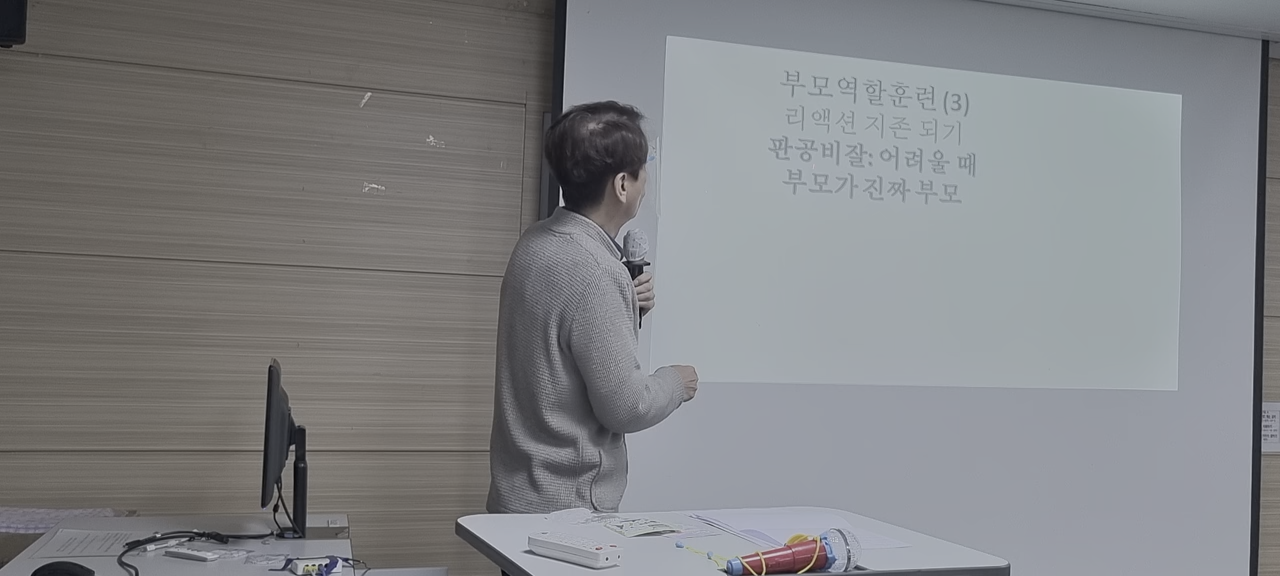 부모역할훈련 (3)
리액션 지존 되기
판공비잘: 어려울 때
부모가 진짜 부모